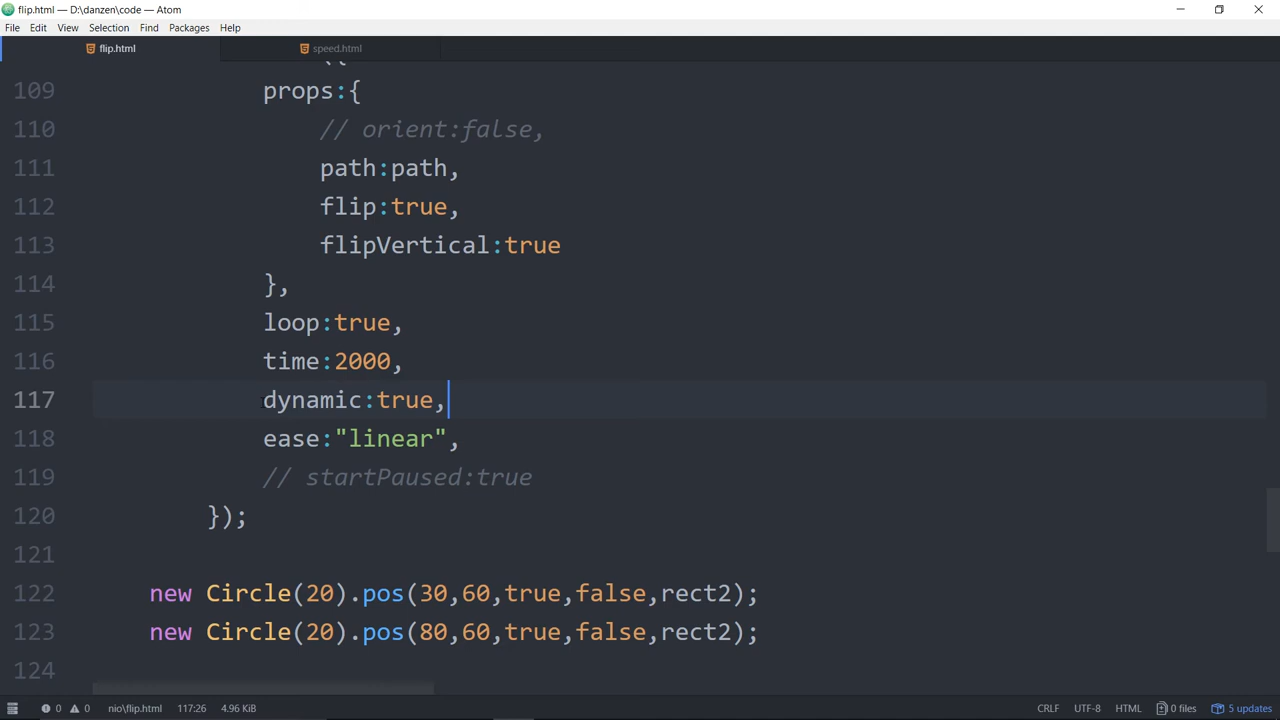 flip.html — D:\danzen\code — Atom
File Edit View Selection Find Packages Help
flip.html speed.html
109 props:{
110 // orient:false,
111 path:path,
112 flip:true,
113 flipVertical:true
114 },
115 loop:true,
116 time:2000,
117 dynamic:true,
118 ease:"linear",
119 // startPaused:true
120 });
121
122 new Circle(20).pos(30,60,true,false,rect2);
123 new Circle(20).pos(80,60,true,false,rect2);
124
0 0 nio\flip.html 117:26 4.96 KiB CRLF UTF-8 HTML 0 files 5 updates